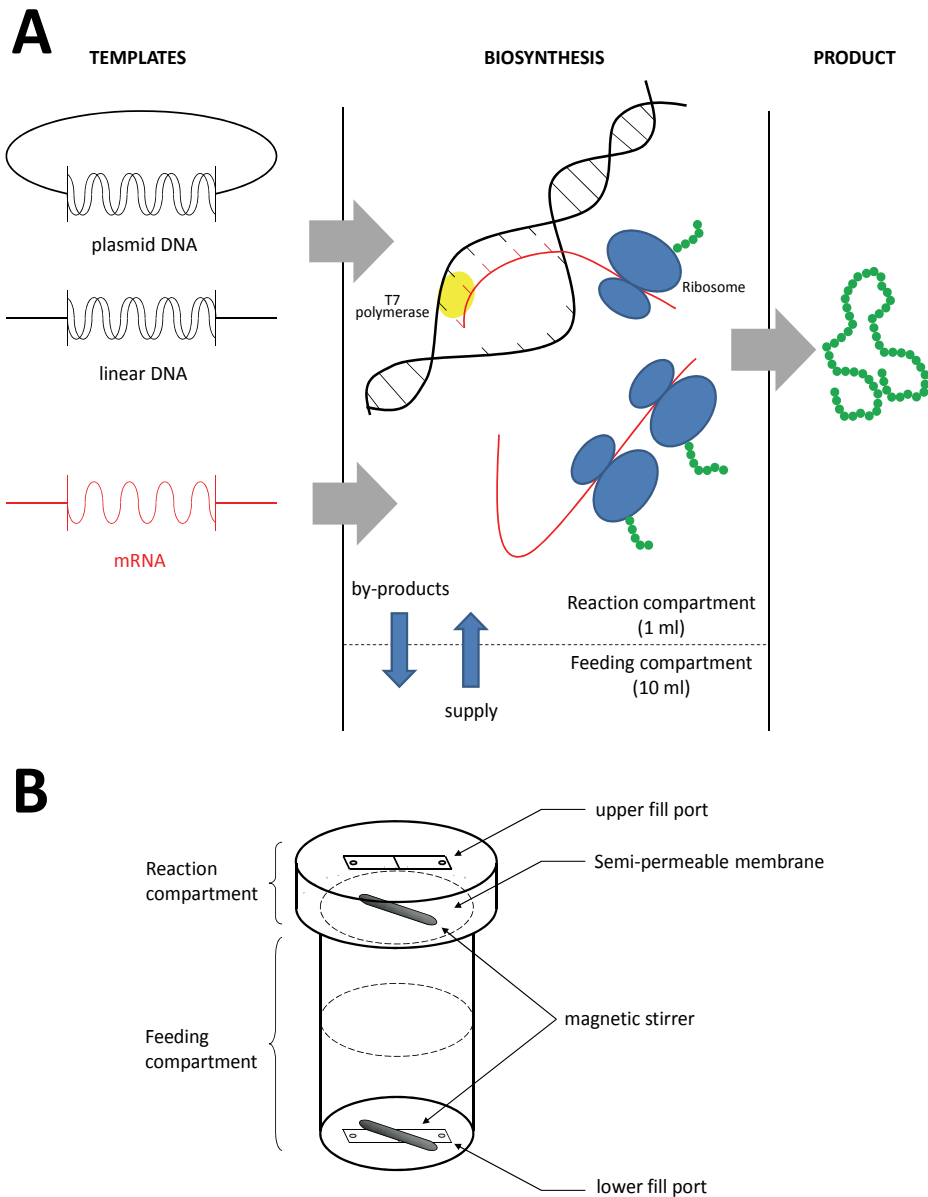 A
TEMPLATES
BIOSYNTHESIS
PRODUCT
plasmid DNA
T7
polymerase
Ribosome
linear DNA
mRNA
by-products
Reaction compartment
(1 ml)
Feeding compartment
(10 ml)
supply
B
upper fill port
Reaction
compartment
Semi-permeable membrane
magnetic stirrer
Feeding
compartment
lower fill port